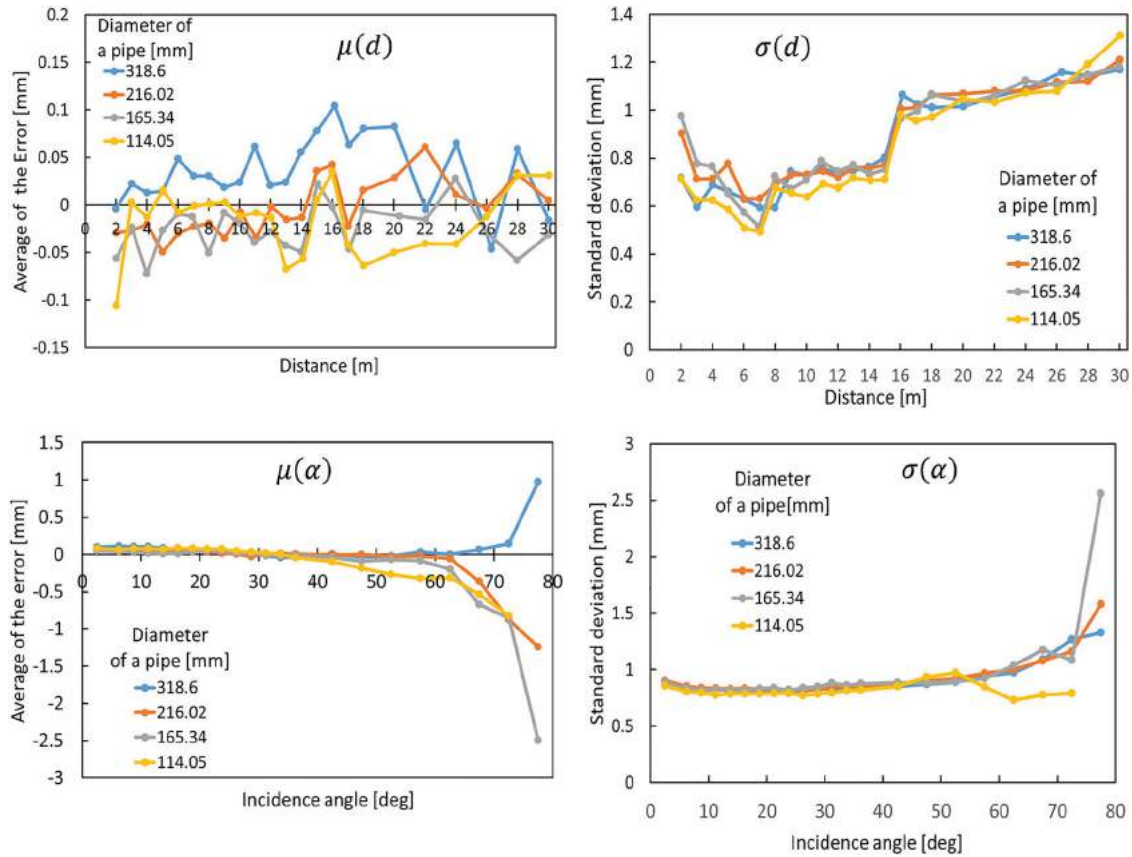 Diameter of
a pipe [mm]
318.6
216.02
165.34
114.05
μ(d)
0.2
0.15
0.1
0.05
0
-0.05
-0.1
-0.15
0 2 4 6 8 10 12 14 16 18 20 22 24 26 28 30
Average of the Error [mm]
Distance [m]
σ(d)
1.4
1.2
1
0.8
0.6
0.4
0.2
0
0 2 4 6 8 10 12 14 16 18 20 22 24 26 28 30
Standard deviation [mm]
Distance [m]
Diameter of
a pipe [mm]
318.6
216.02
165.34
114.05
μ(α)
1.5
1
0.5
0
-0.5
-1
-1.5
-2
-2.5
-3
0 10 20 30 40 50 60 70 80
Average of the error [mm]
Incidence angle [deg]
Diameter
of a pipe [mm]
318.6
216.02
165.34
114.05
σ(α)
3
2.5
2
1.5
1
0.5
0
0 10 20 30 40 50 60 70 80
Standard deviation [mm]
Incidence angle [deg]
Diameter
of a pipe[mm]
318.6
216.02
165.34
114.05